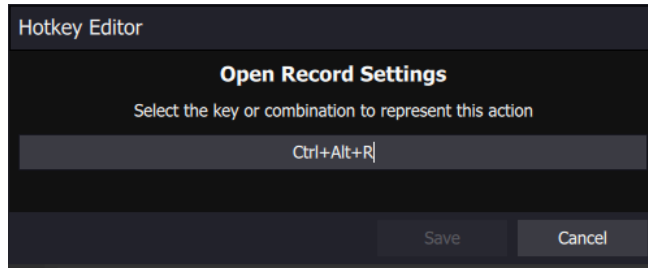 Hotkey Editor
Open Record Settings
Select the key or combination to represent this action
Ctrl+Alt+R
Save Cancel